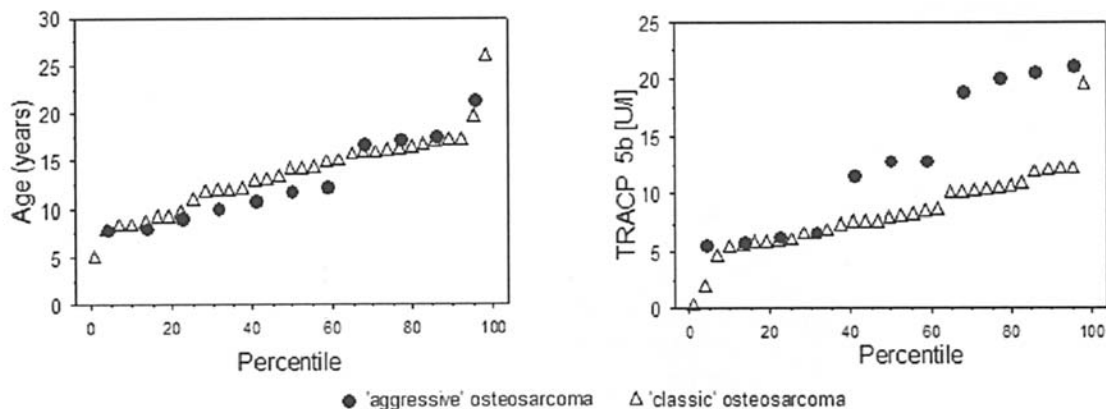 30
25
20
15
10
5
0
Age (years)
0 20 40 60 80 100
Percentile
25
20
15
10
5
0
TRACP 5b [U/l]
0 20 40 60 80 100
Percentile
'aggressive' osteosarcoma
'classic' osteosarcoma